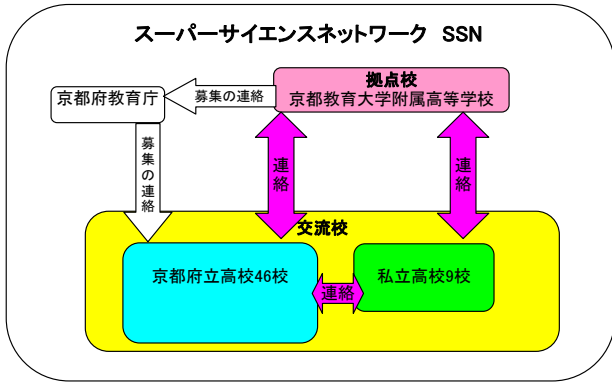 スーパーサイエンスネットワーク SSN
拠点校
京都教育大学附属高等学校
京都府教育庁
募集の連絡
募集の連絡
連絡
連絡
交流校
京都府立高校46校
連絡
私立高校9校